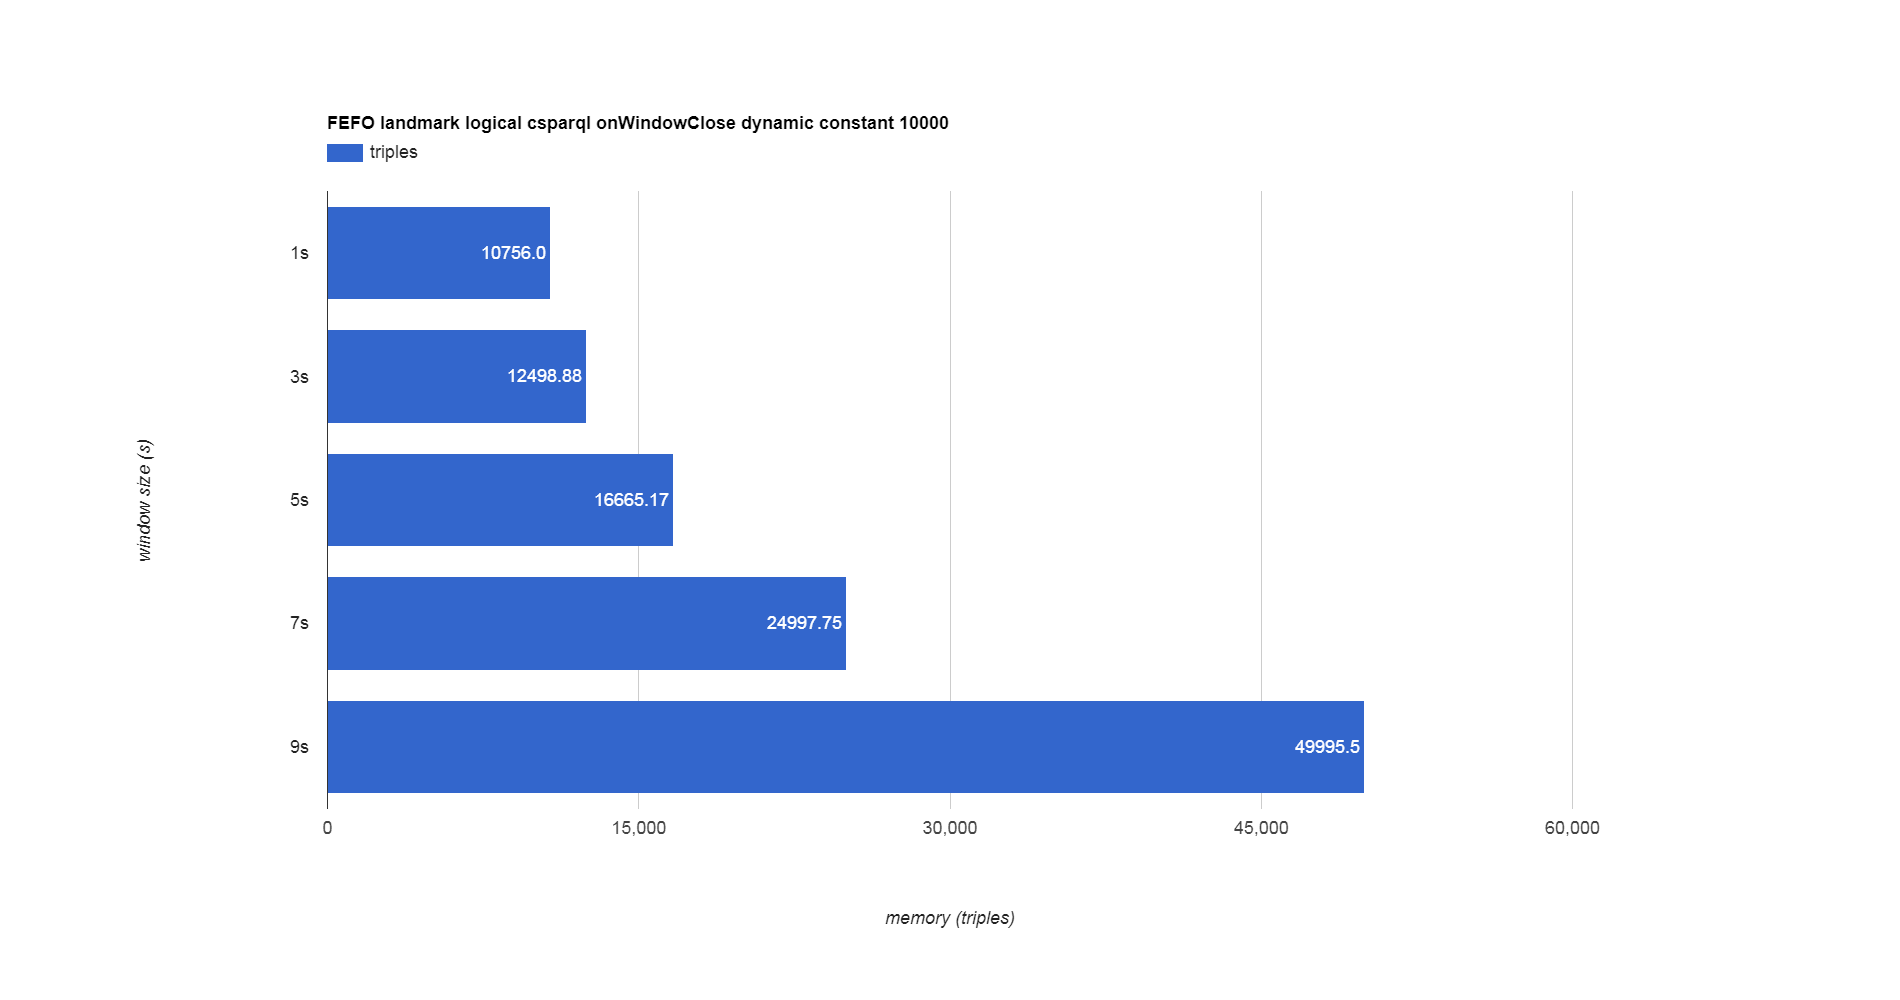 FEFO landmark logical csparql onWindowClose dynamic constant 10000
triples
1s
10756.0
3s
12498.88
5s
16665.17
7s
24997.75
9s
49995.5
window size (s)
0 15,000 30,000 45,000 60,000
memory (triples)